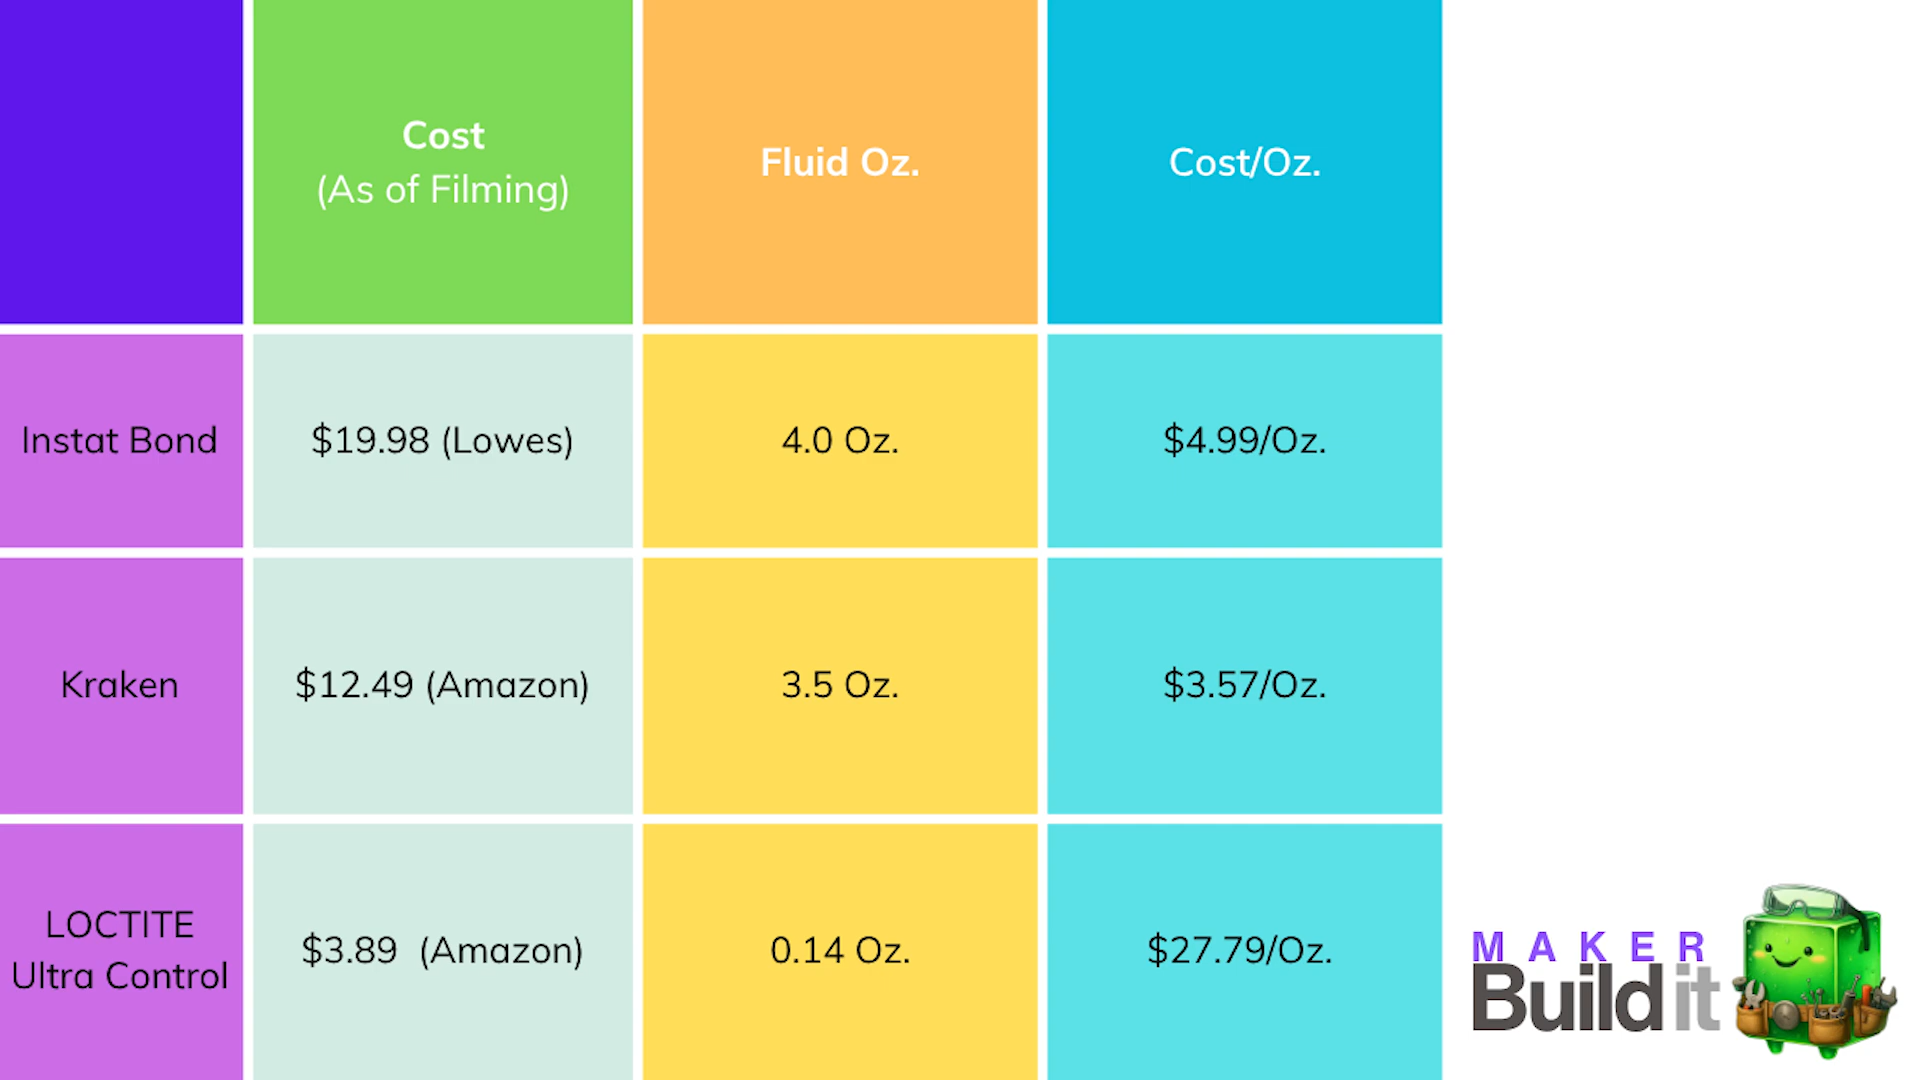 Cost
(As of Filming)
Fluid Oz.
Cost/Oz.
Instat Bond
$19.98 (Lowes)
4.0 Oz.
$4.99/Oz.
Kraken
$12.49 (Amazon)
3.5 Oz.
$3.57/Oz.
LOCTITE
Ultra Control
$3.89 (Amazon)
0.14 Oz.
$27.79/Oz.
MAKER
Build it